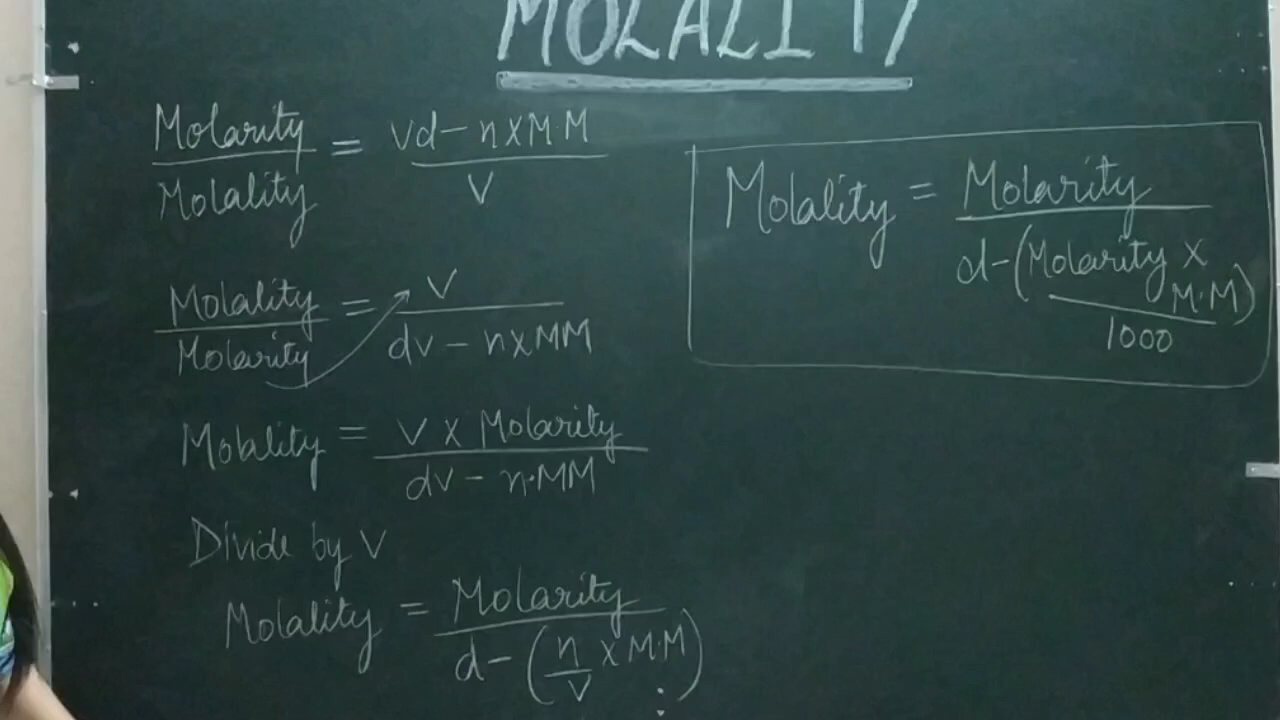 MOLALITY
Molarity / Molality = Vd - n x M.M / V
Molality / Molarity = V / dv - n x MM
Molality = V x Molarity / dv - n.MM
Divide by V
Molality = Molarity / d - (n/V x M.M)
Molality = Molarity / d - (Molarity x M.M) / 1000